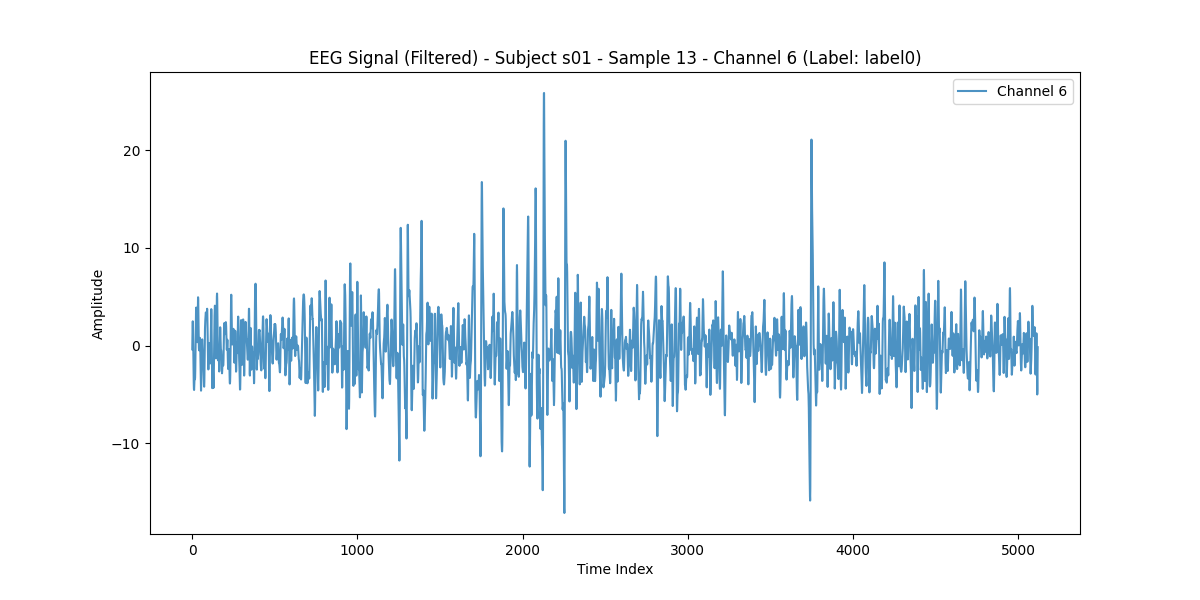 EEG Signal (Filtered) - Subject s01 - Sample 13 - Channel 6 (Label: label0)
Channel 6
Amplitude
20
10
0
−10
0 1000 2000 3000 4000 5000
Time Index